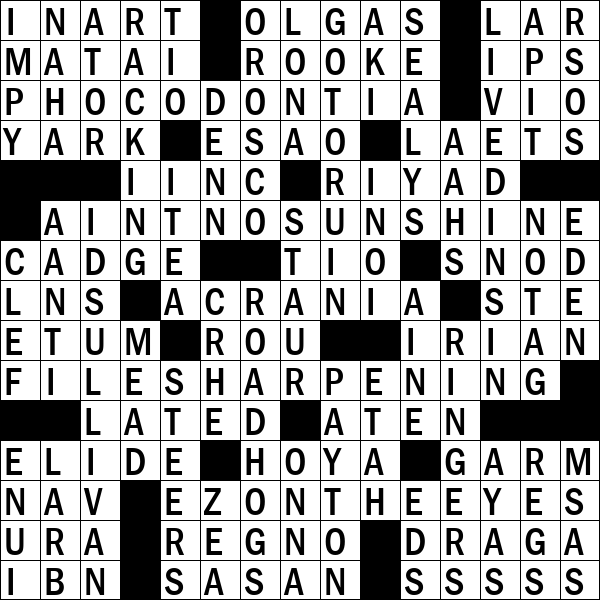 INART OLGAS LAR
MATAI ROOKE IPS
PHOCODONTIA VIO
YARK ESAO LAETS
IINC RIYAD
AINTNOSUNSHINE
CADGE TIO SNOD
LNS ACRANIA STE
ETUM ROU IRIAN
FILESHARPENING
LATED ATEN
ELIDE HOYA GARM
NAV EZONTHEEYES
URA REGNO DRAGA
IBN SASAN SSSSS